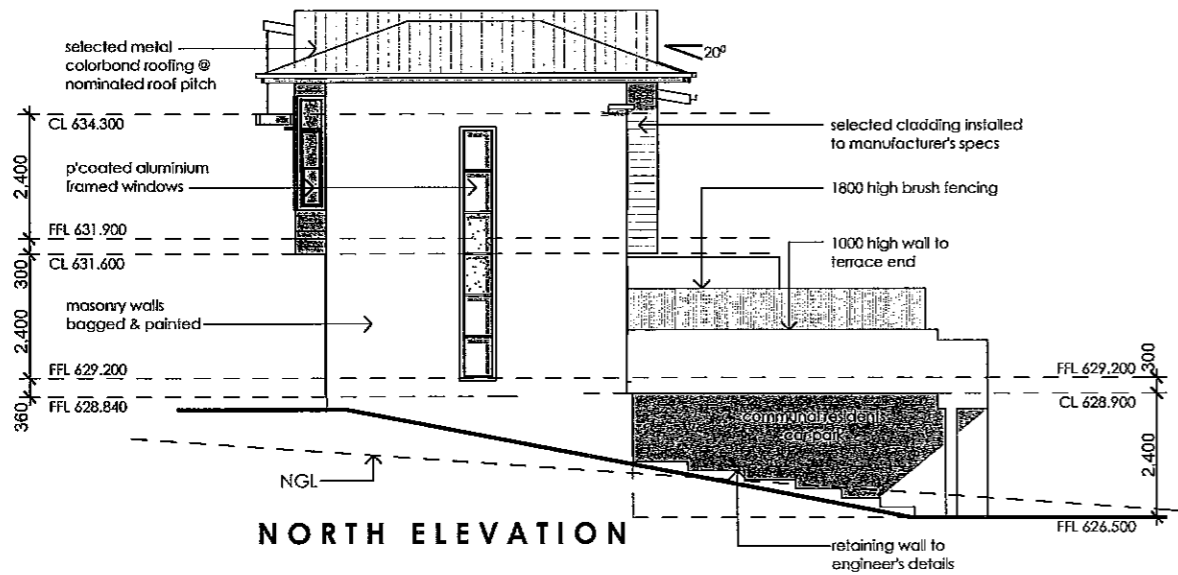 selected metal
colorbond roofing @
nominated roof pitch
20°
CL 634.300
selected cladding installed
to manufacturer's specs
2,400
p'coated aluminium
framed windows
1800 high brush fencing
FFL 631.900
300
CL 631.600
1000 high wall to
terrace end
masonry walls
bagged & painted
2,400
FFL 629.200
FFL 629.200
300
360
FFL 628.840
CL 628.900
communal resident
carpark
2,400
NGL
NORTH ELEVATION
FFL 626.500
retaining wall to
engineer's details